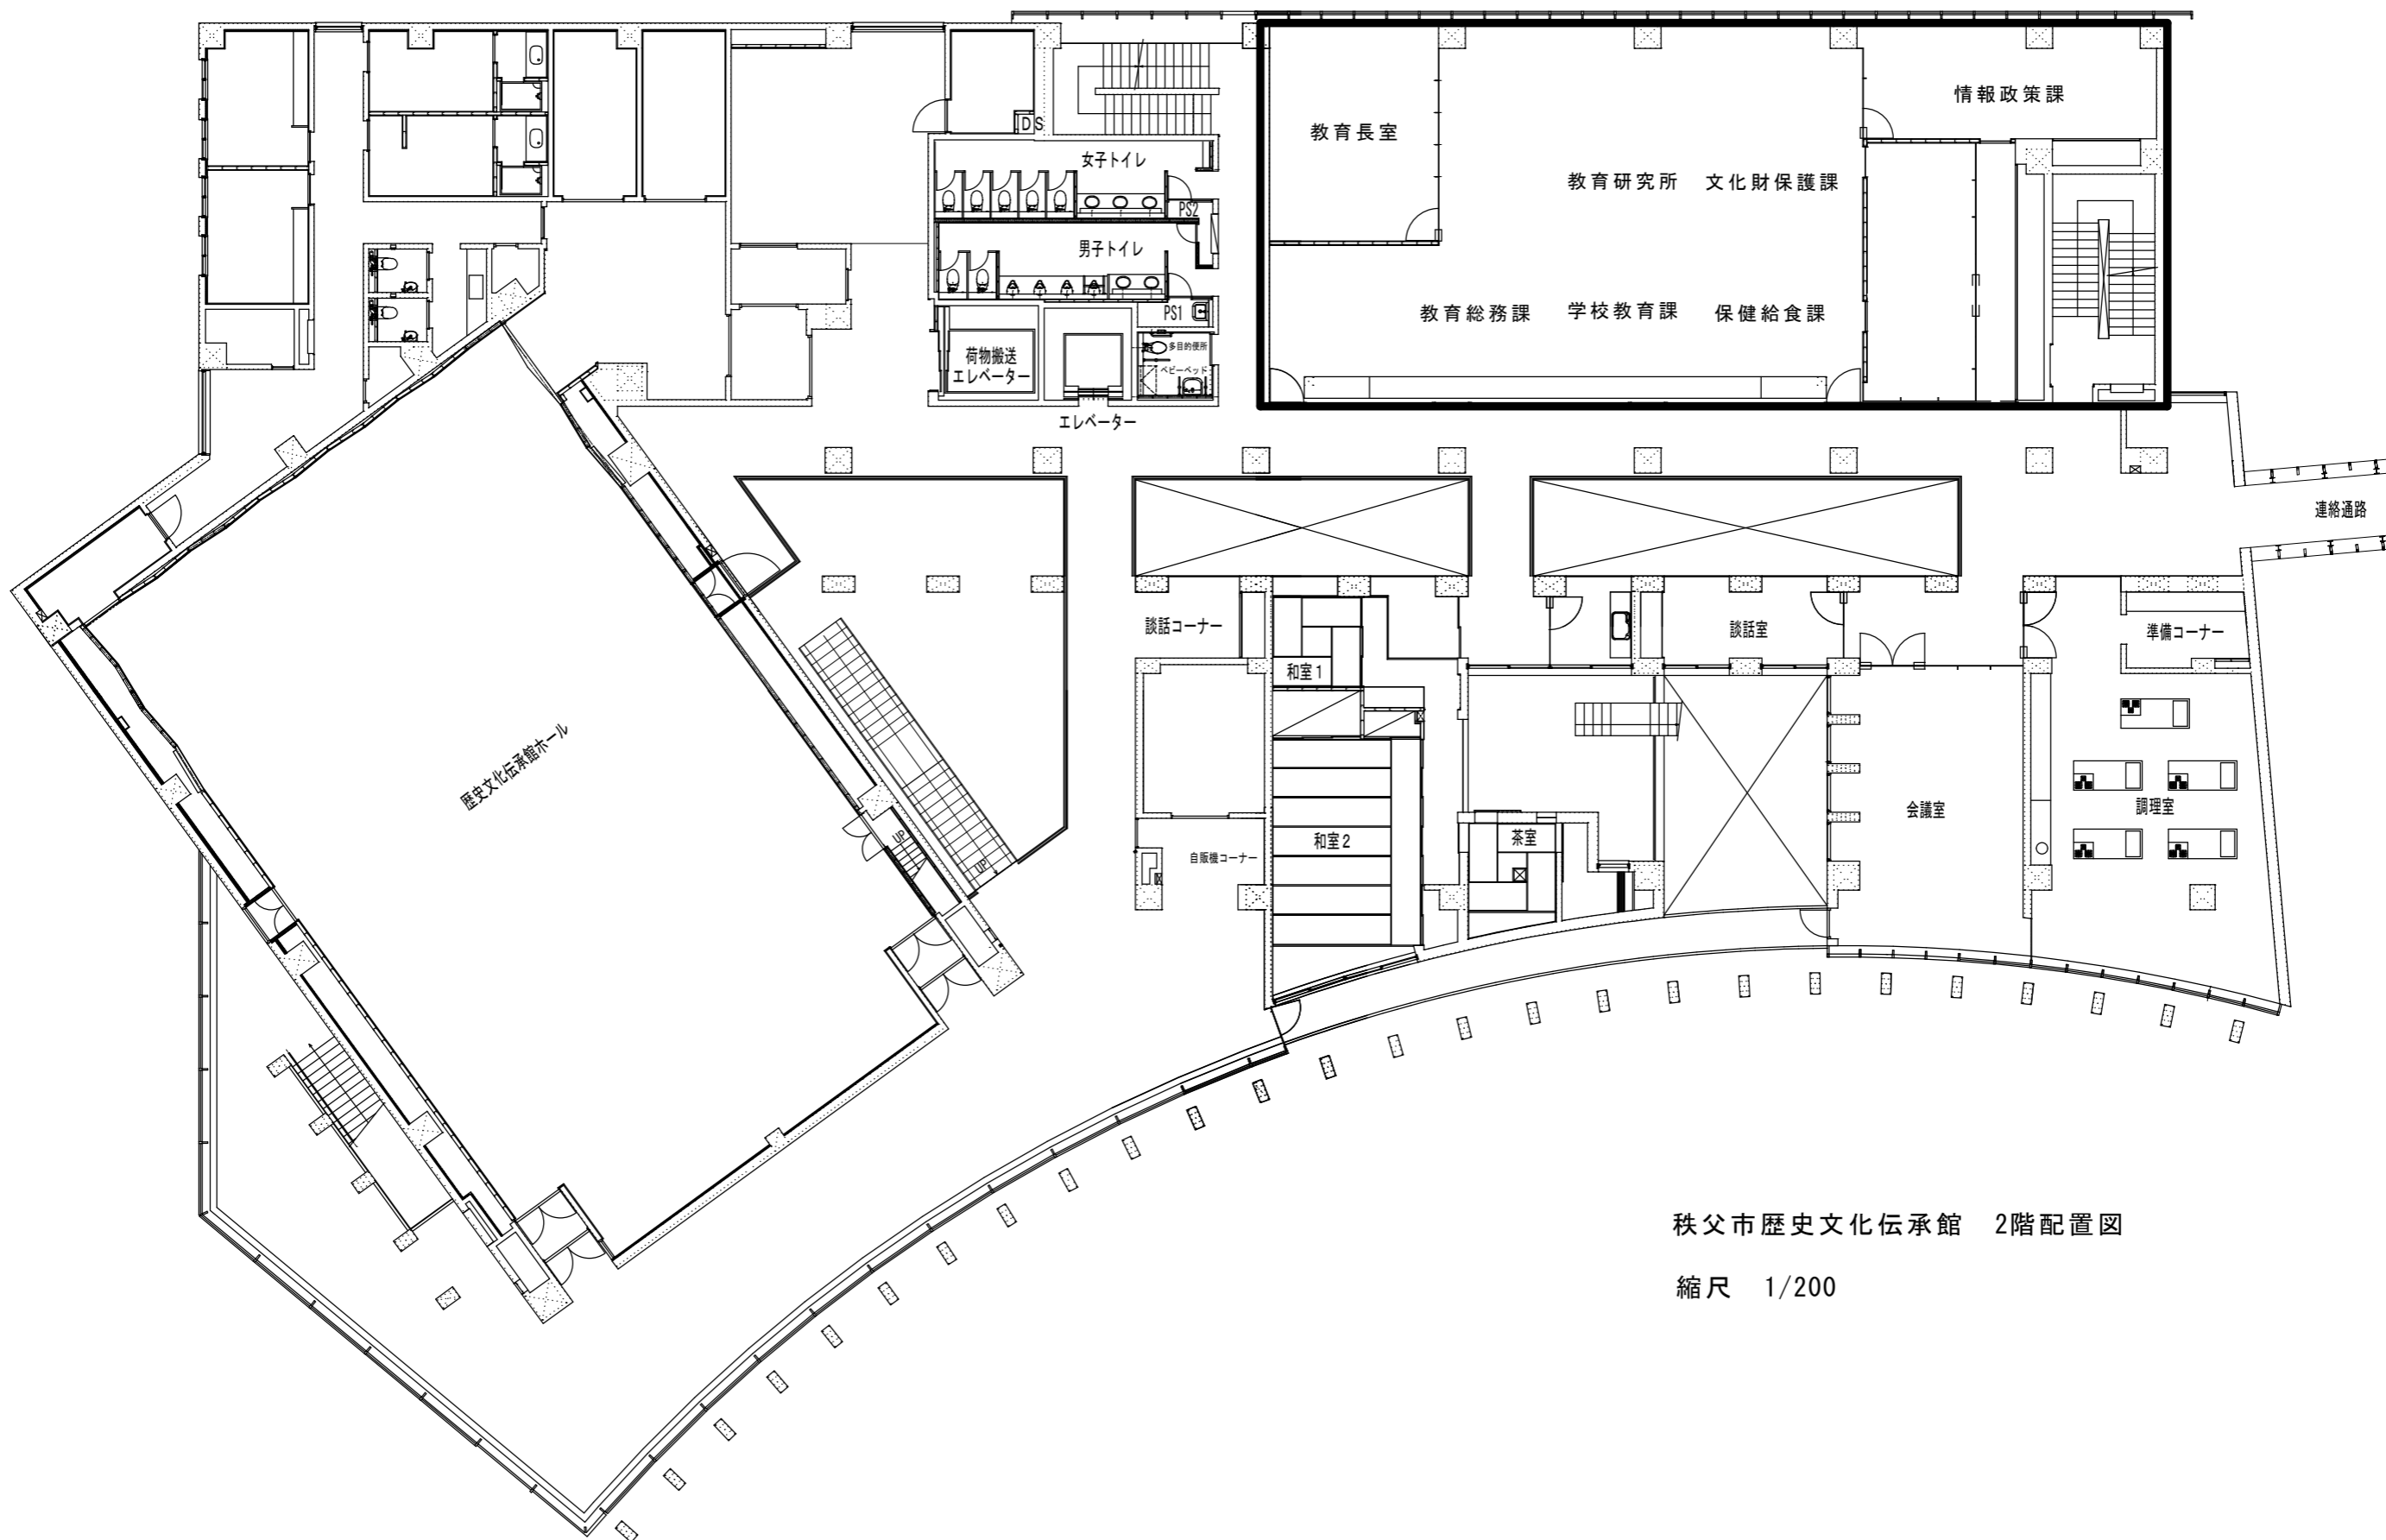 情報政策課
教育長室
DS
女子トイレ
教育研究所 文化財保護課
PS2
男子トイレ
教育総務課 学校教育課 保健給食課
PS1
荷物搬送
エレベーター
多目的便所
ベビーベッド
エレベーター
連絡通路
談話コーナー
談話室
準備コーナー
和室1
歴史文化伝承館ホール
会議室
調理室
UP
UP
和室2
茶室
自販機コーナー
秩父市歴史文化伝承館 2階配置図
縮尺 1/200